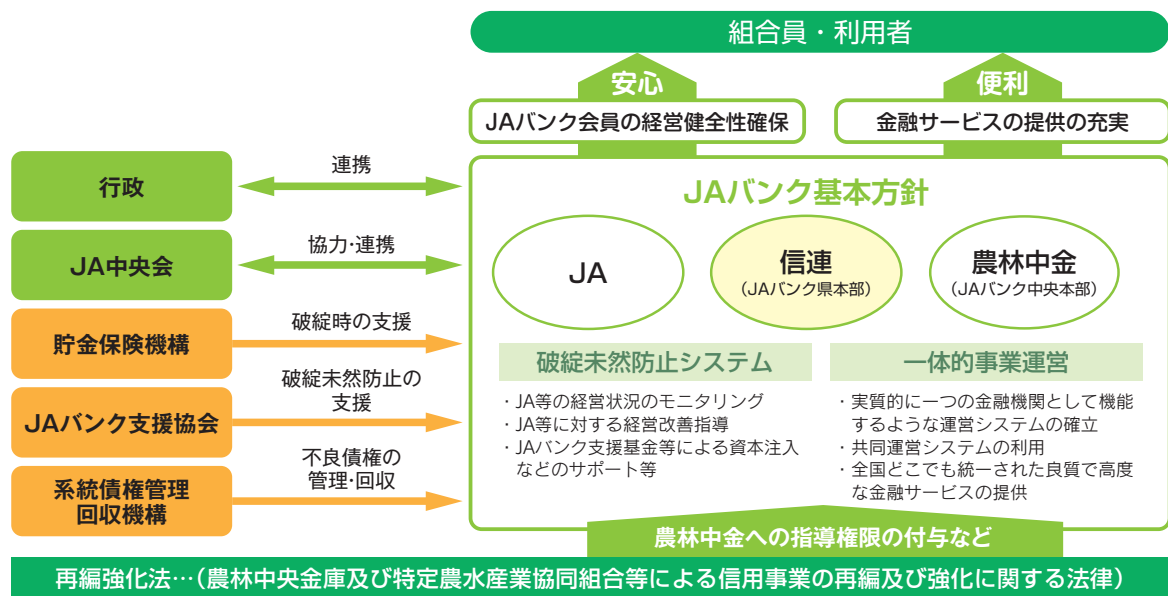 組合員・利用者
安心
便利
JAバンク会員の経営健全性確保
金融サービスの提供の充実
行政
連携
JA中央会
協力・連携
貯金保険機構
破綻時の支援
JAバンク支援協会
破綻未然防止の
支援
系統債権管理
回収機構
不良債権の
管理・回収
JAバンク基本方針
JA
信連
(JAバンク県本部)
農林中金
(JAバンク中央本部)
破綻未然防止システム
・JA等の経営状況のモニタリング
・JA等に対する経営改善指導
・JAバンク支援基金等による資本注入
などのサポート等
一体的事業運営
・実質的に一つの金融機関として機能
するような運営システムの確立
・共同運営システムの利用
・全国どこでも統一された良質で高度
な金融サービスの提供
農林中金への指導権限の付与など
再編強化法…(農林中央金庫及び特定農水産業協同組合等による信用事業の再編及び強化に関する法律)